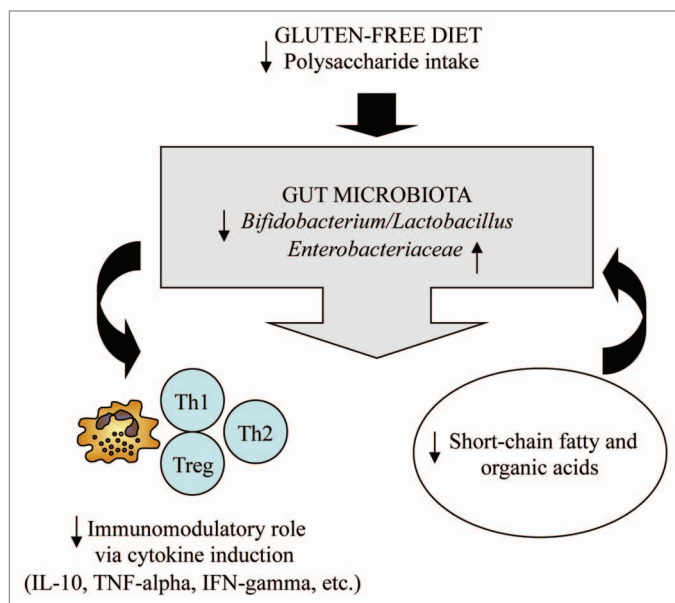 ↓ GLUTEN-FREE DIET
Polysaccharide intake
GUT MICROBIOTA
↓ Bifidobacterium/Lactobacillus
Enterobacteriaceae ↑
Th1
Th2
Treg
↓ Short-chain fatty and
organic acids
↓ Immunomodulatory role
via cytokine induction
(IL-10, TNF-alpha, IFN-gamma, etc.)